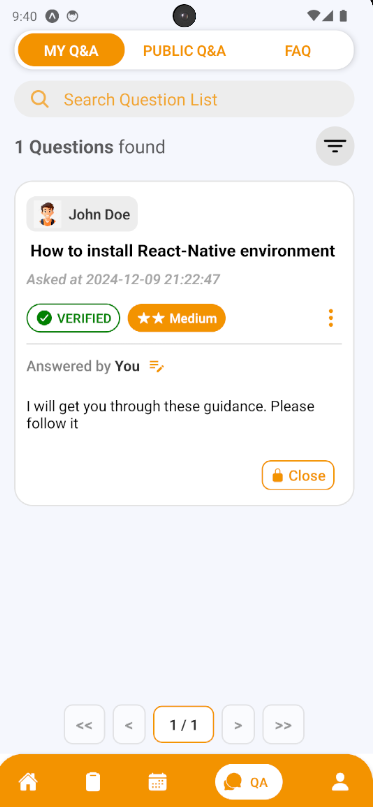 9:40
MY Q&A PUBLIC Q&A FAQ
Search Question List
1 Questions found
John Doe
How to install React-Native environment
Asked at 2024-12-09 21:22:47
VERIFIED ★★ Medium
Answered by You
I will get you through these guidance. Please
follow it
Close
<< < 1 / 1 > >>
QA